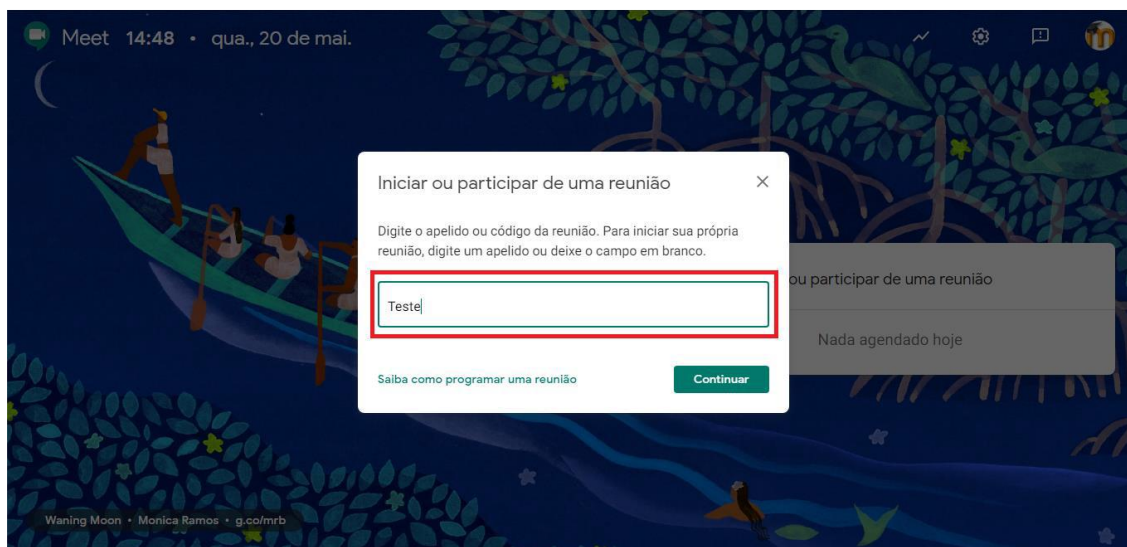 Meet 14:48 • qua., 20 de mai.
Iniciar ou participar de uma reunião
Digite o apelido ou código da reunião. Para iniciar sua própria
reunião, digite um apelido ou deixe o campo em branco.
Teste
Saiba como programar uma reunião
Continuar
ou participar de uma reunião
Nada agendado hoje
Waning Moon • Monica Ramos • g.co/mrb